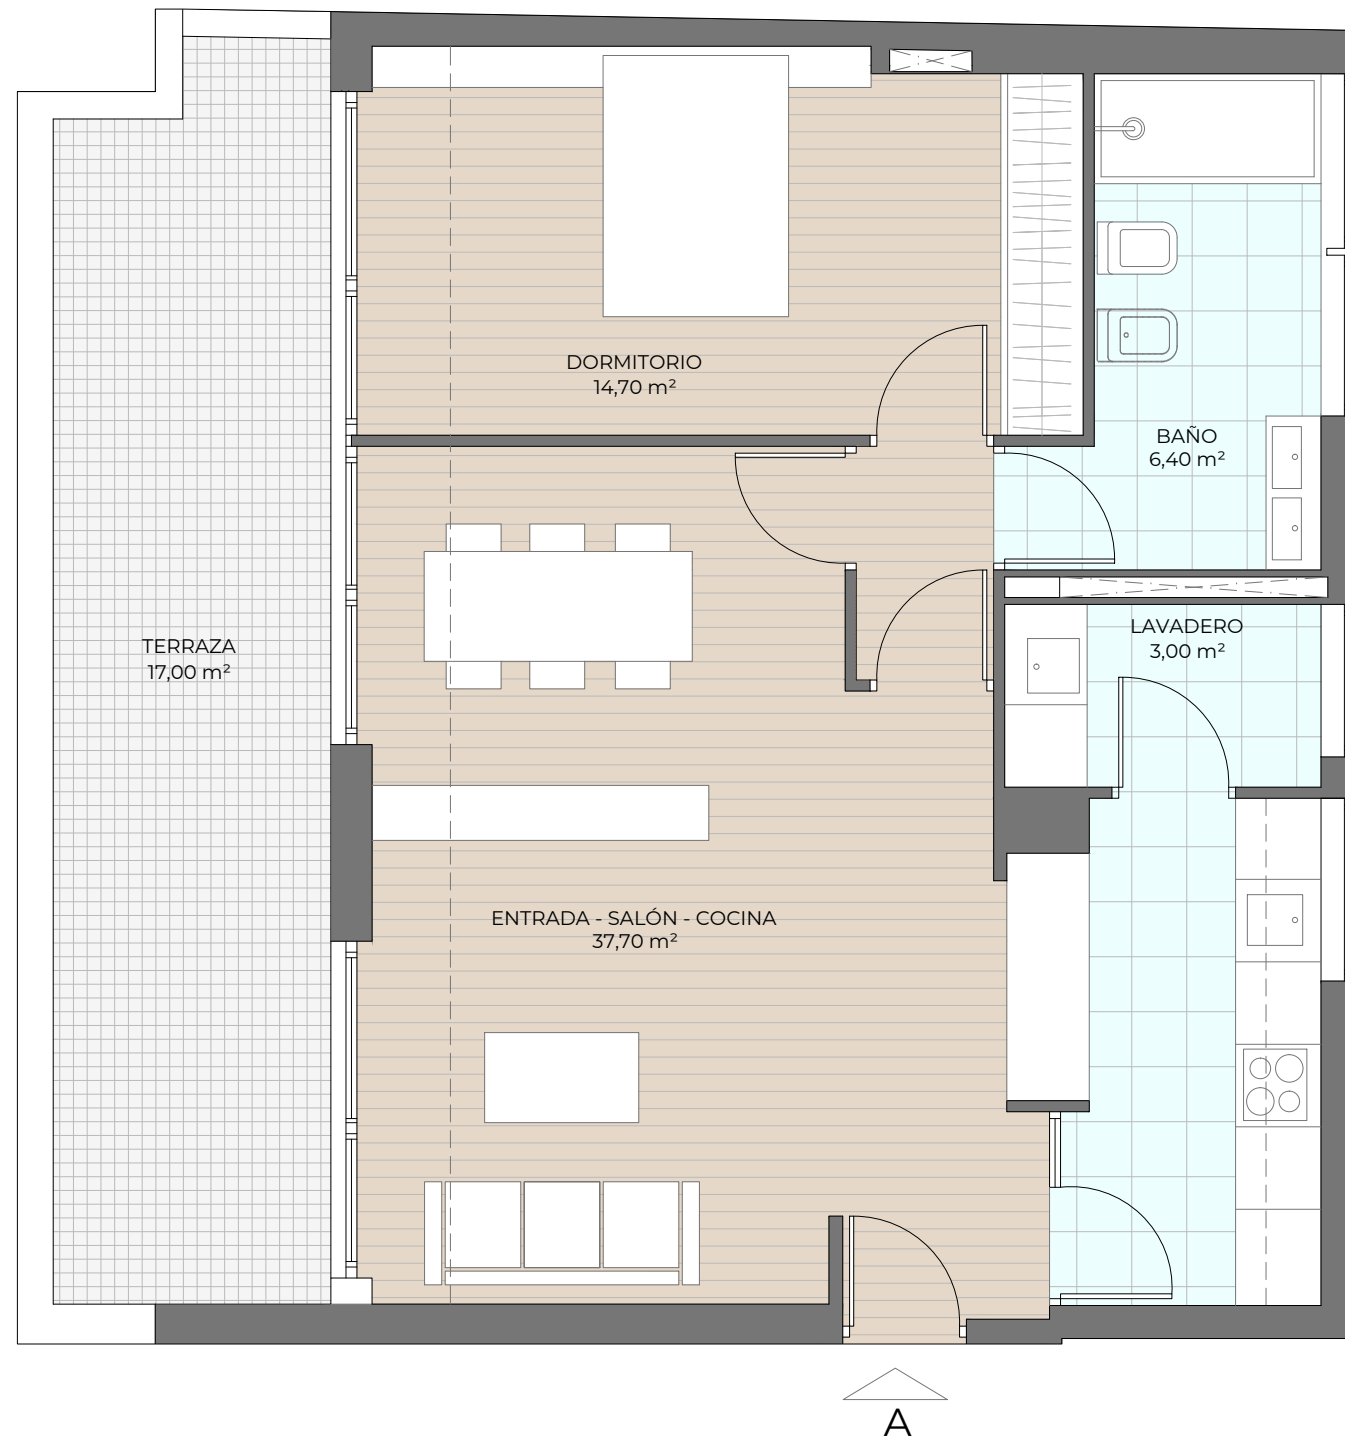 DORMITORIO
14,70 m²
BAÑO
6,40 m²
TERRAZA
17,00 m²
LAVADERO
3,00 m²
ENTRADA - SALÓN - COCINA
37,70 m²
A